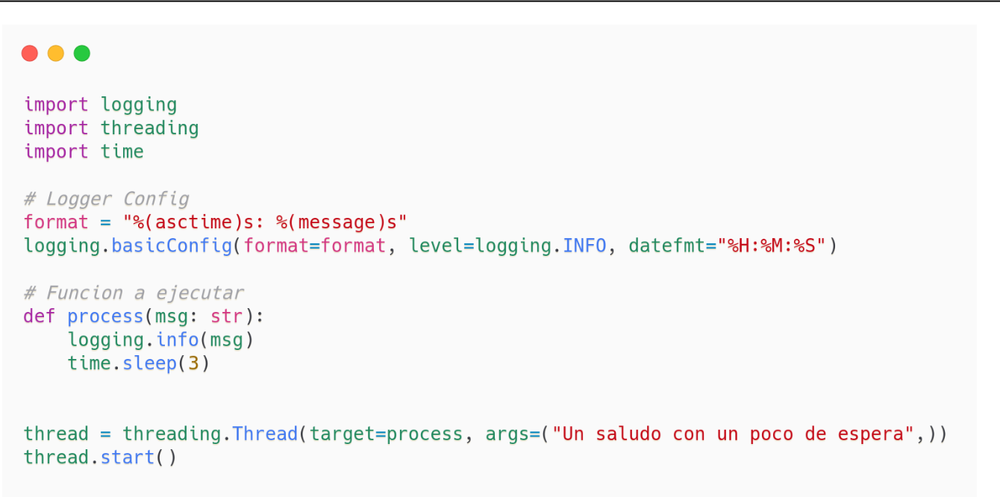 import logging
import threading
import time
# Logger Config
format = "%(asctime)s: %(message)s"
logging.basicConfig(format=format, level=logging.INFO, datefmt="%H:%M:%S")
# Funcion a ejecutar
def process(msg: str):
    logging.info(msg)
    time.sleep(3)
thread = threading.Thread(target=process, args=("Un saludo con un poco de espera",))
thread.start()